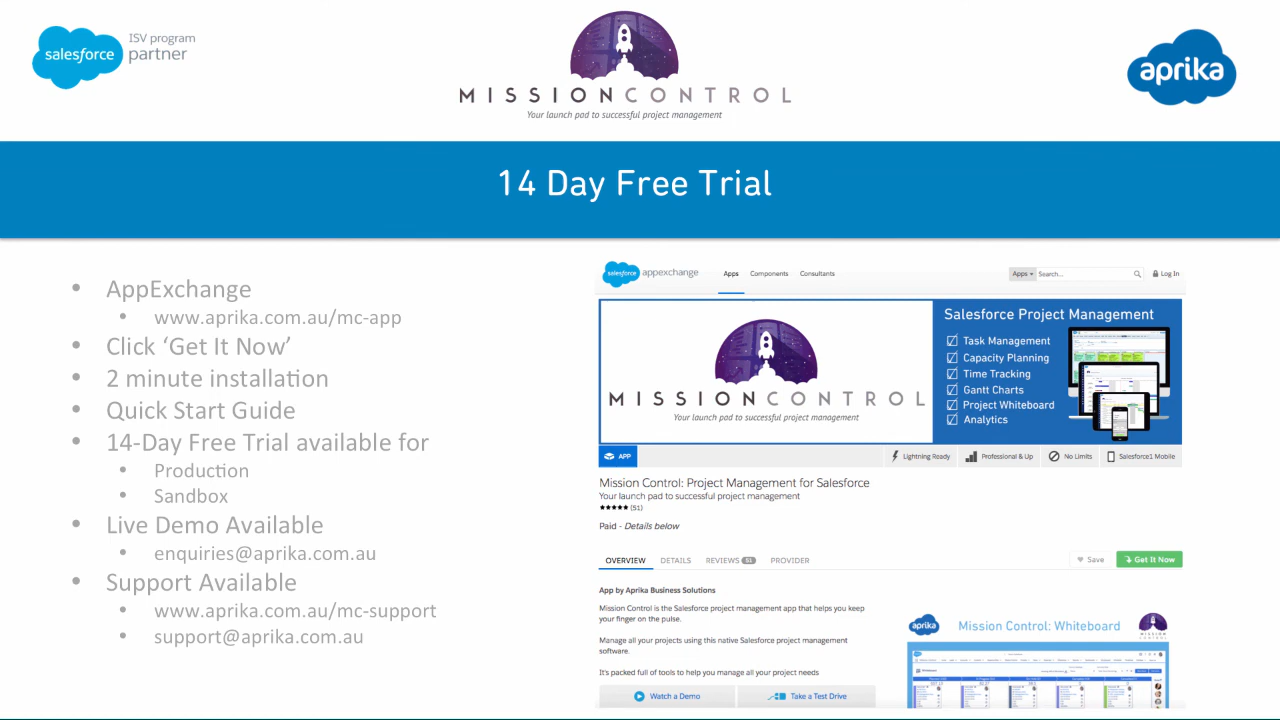 salesforce
ISV program
partner
MISSIONCONTROL
Your launch pad to successful project management
aprika
14 Day Free Trial
• AppExchange
• www.aprika.com.au/mc-app
• Click ‘Get It Now’
• 2 minute installation
• Quick Start Guide
• 14-Day Free Trial available for
• Production
• Sandbox
• Live Demo Available
• enquiries@aprika.com.au
• Support Available
• www.aprika.com.au/mc-support
• support@aprika.com.au
salesforce appexchange Apps Components Consultants Apps Search... Log In
MISSIONCONTROL
Your launch pad to successful project management
Salesforce Project Management
Task Management
Capacity Planning
Time Tracking
Gantt Charts
Project Whiteboard
Analytics
APP Lightning Ready Professional & Up No Limits Salesforce1 Mobile
Mission Control: Project Management for Salesforce
Your launch pad to successful project management
★★★★★ (51)
Paid - Details below
OVERVIEW DETAILS REVIEWS 51 PROVIDER Save Get It Now
App by Aprika Business Solutions
Mission Control is the Salesforce project management app that helps you keep
your finger on the pulse.
Manage all your projects using this native Salesforce project management
software.
It's packed full of tools to help you manage all your project needs
Watch a Demo Take a Test Drive
aprika Mission Control: Whiteboard MISSION CONTROL